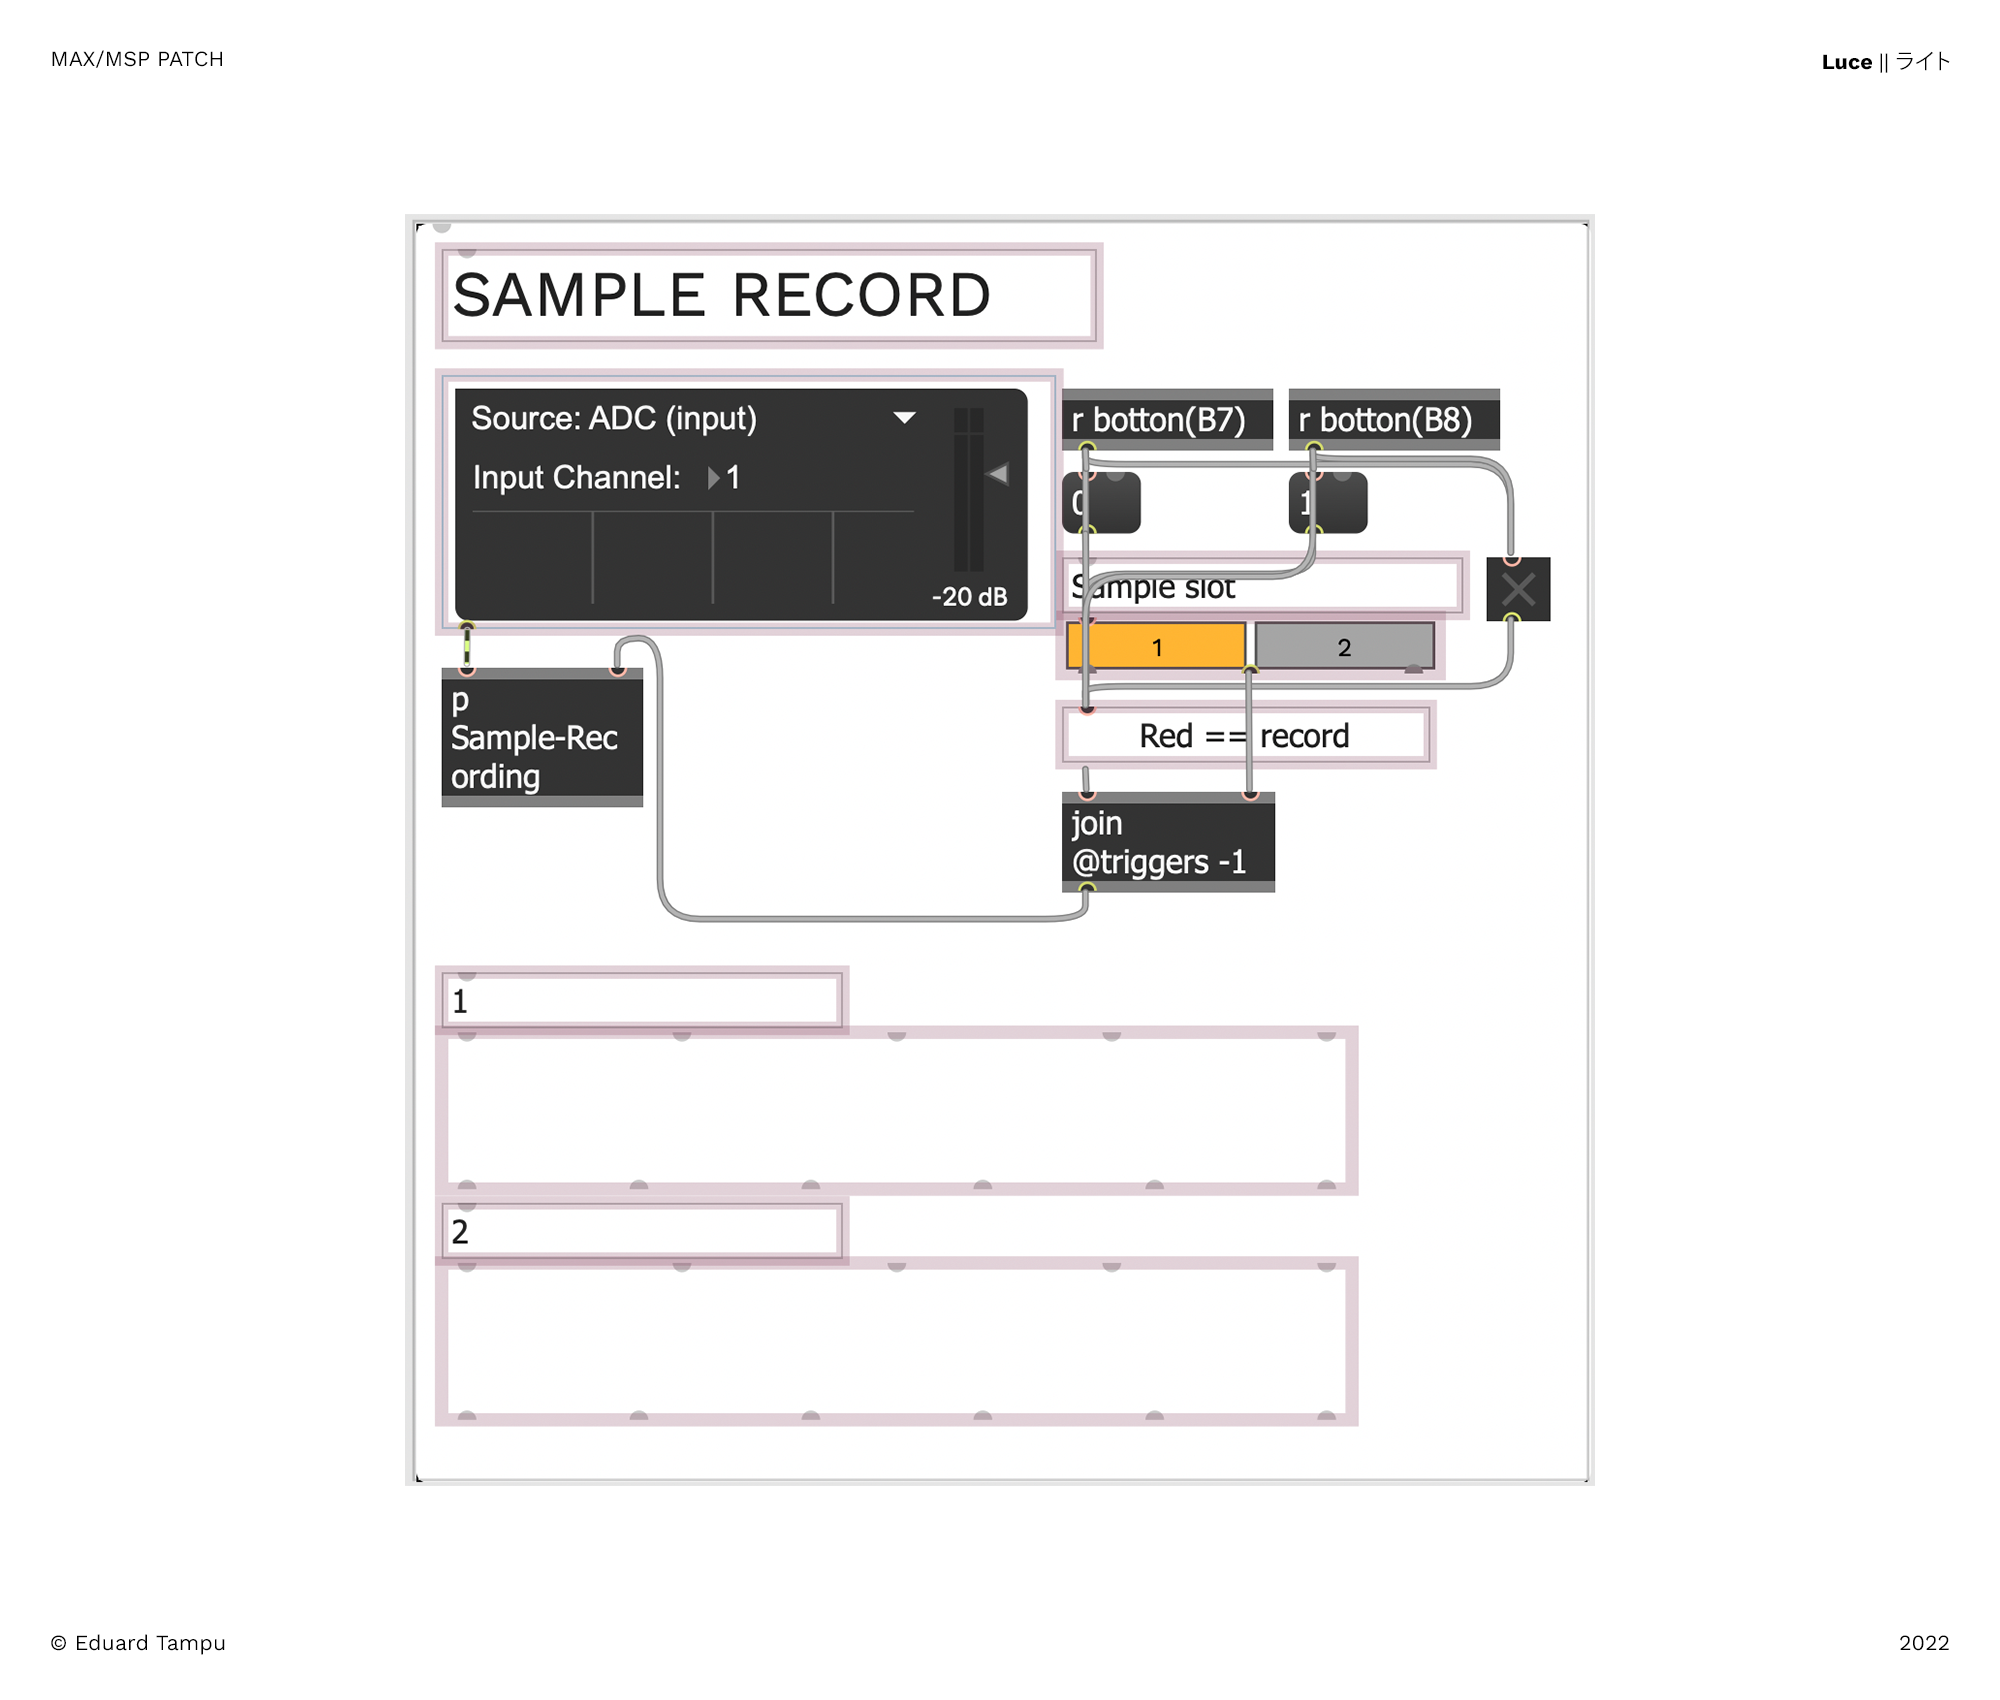 MAX/MSP PATCH
Luce || ライト
SAMPLE RECORD
Source: ADC (input)
Input Channel: 1
-20 dB
r botton(B7)
r botton(B8)
0
1
Sample slot
1
2
Red == record
p
Sample-Rec
ording
join
@triggers -1
1
2
© Eduard Tampu
2022